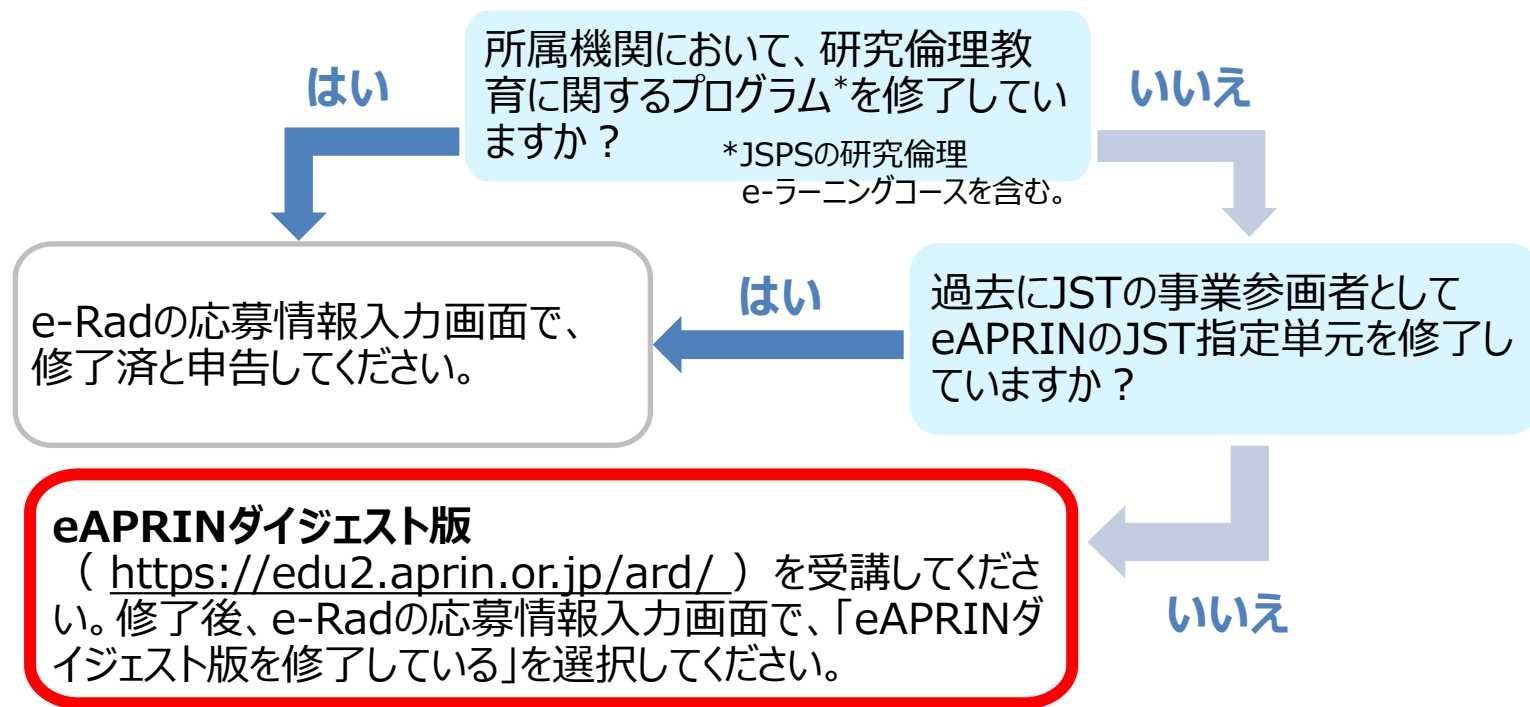 所属機関において、研究倫理教
育に関するプログラム*を修了してい
ますか？
*JSPSの研究倫理
e-ラーニングコースを含む。
はい
いいえ
e-Radの応募情報入力画面で、
修了済と申告してください。
はい
過去にJSTの事業参画者として
eAPRINのJST指定単元を修了し
ていますか？
いいえ
eAPRINダイジェスト版
（ https://edu2.aprin.or.jp/ard/ ）を受講してくださ
い。修了後、e-Radの応募情報入力画面で、「eAPRINダ
イジェスト版を修了している」を選択してください。